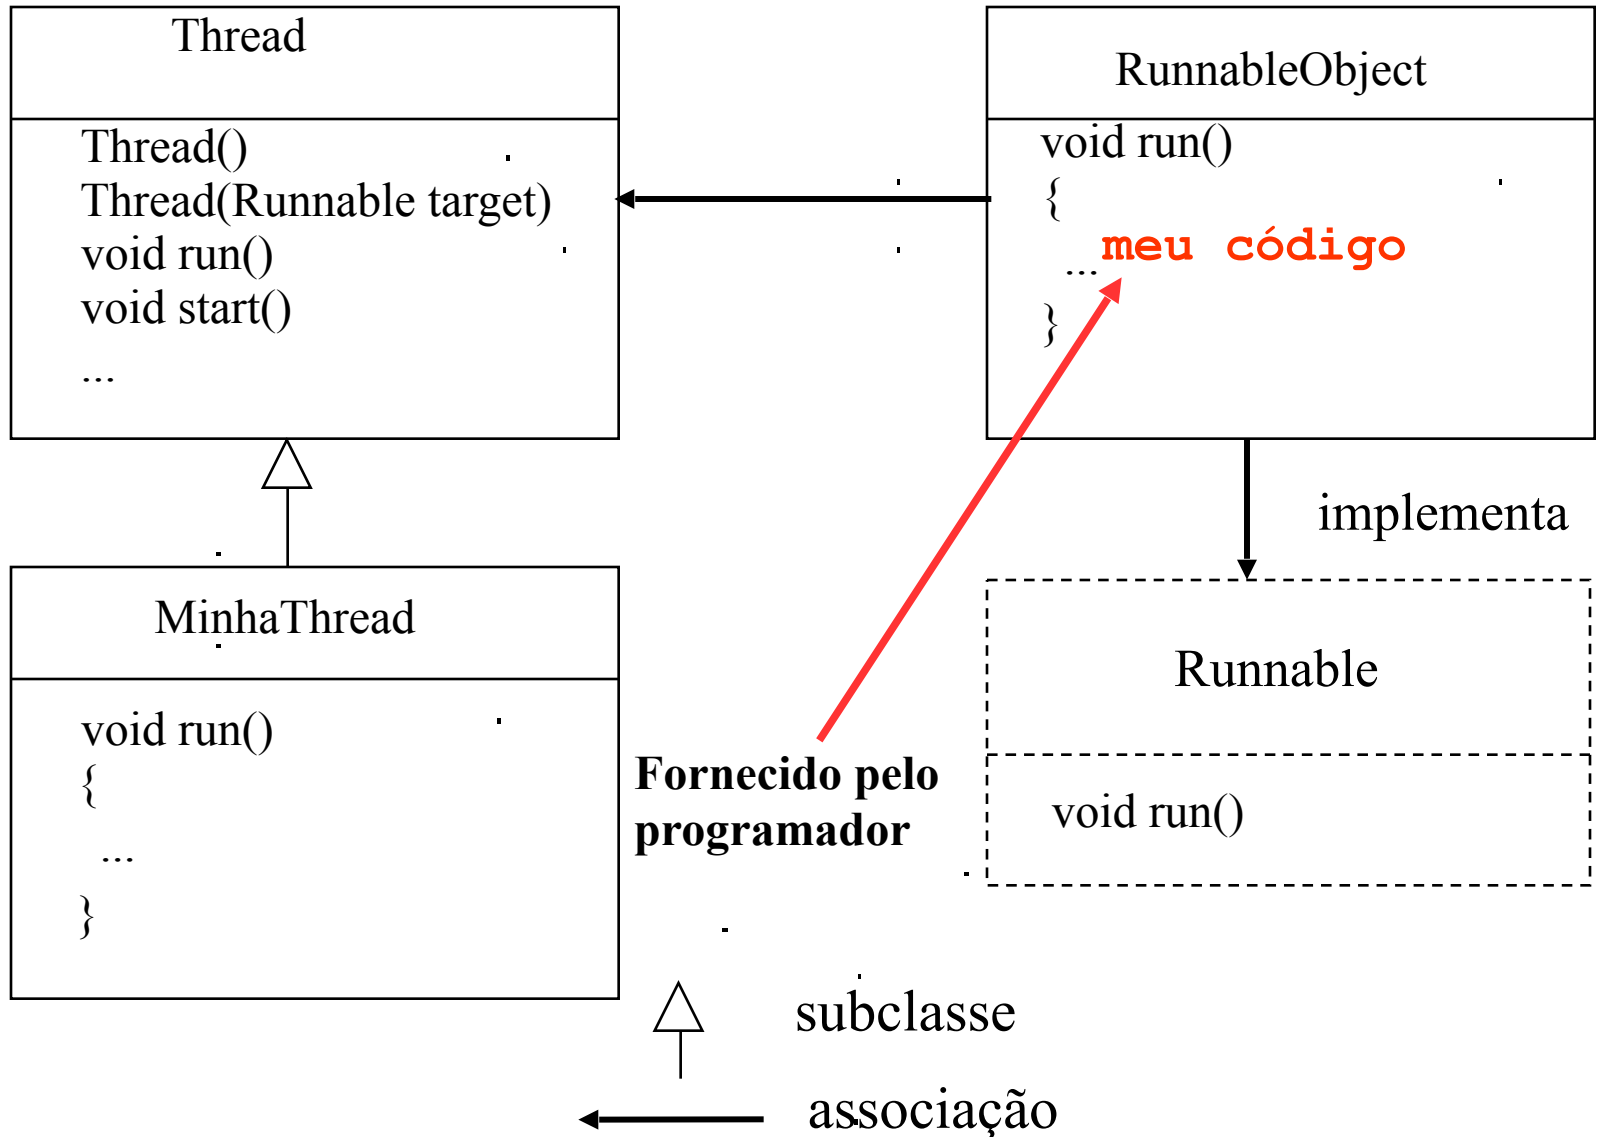 Thread
Thread()
Thread(Runnable target)
void run()
void start()
...
RunnableObject
void run()
{
... meu código
}
implementa
MinhaThread
void run()
{
...
}
Fornecido pelo
programador
Runnable
void run()
subclasse
associação